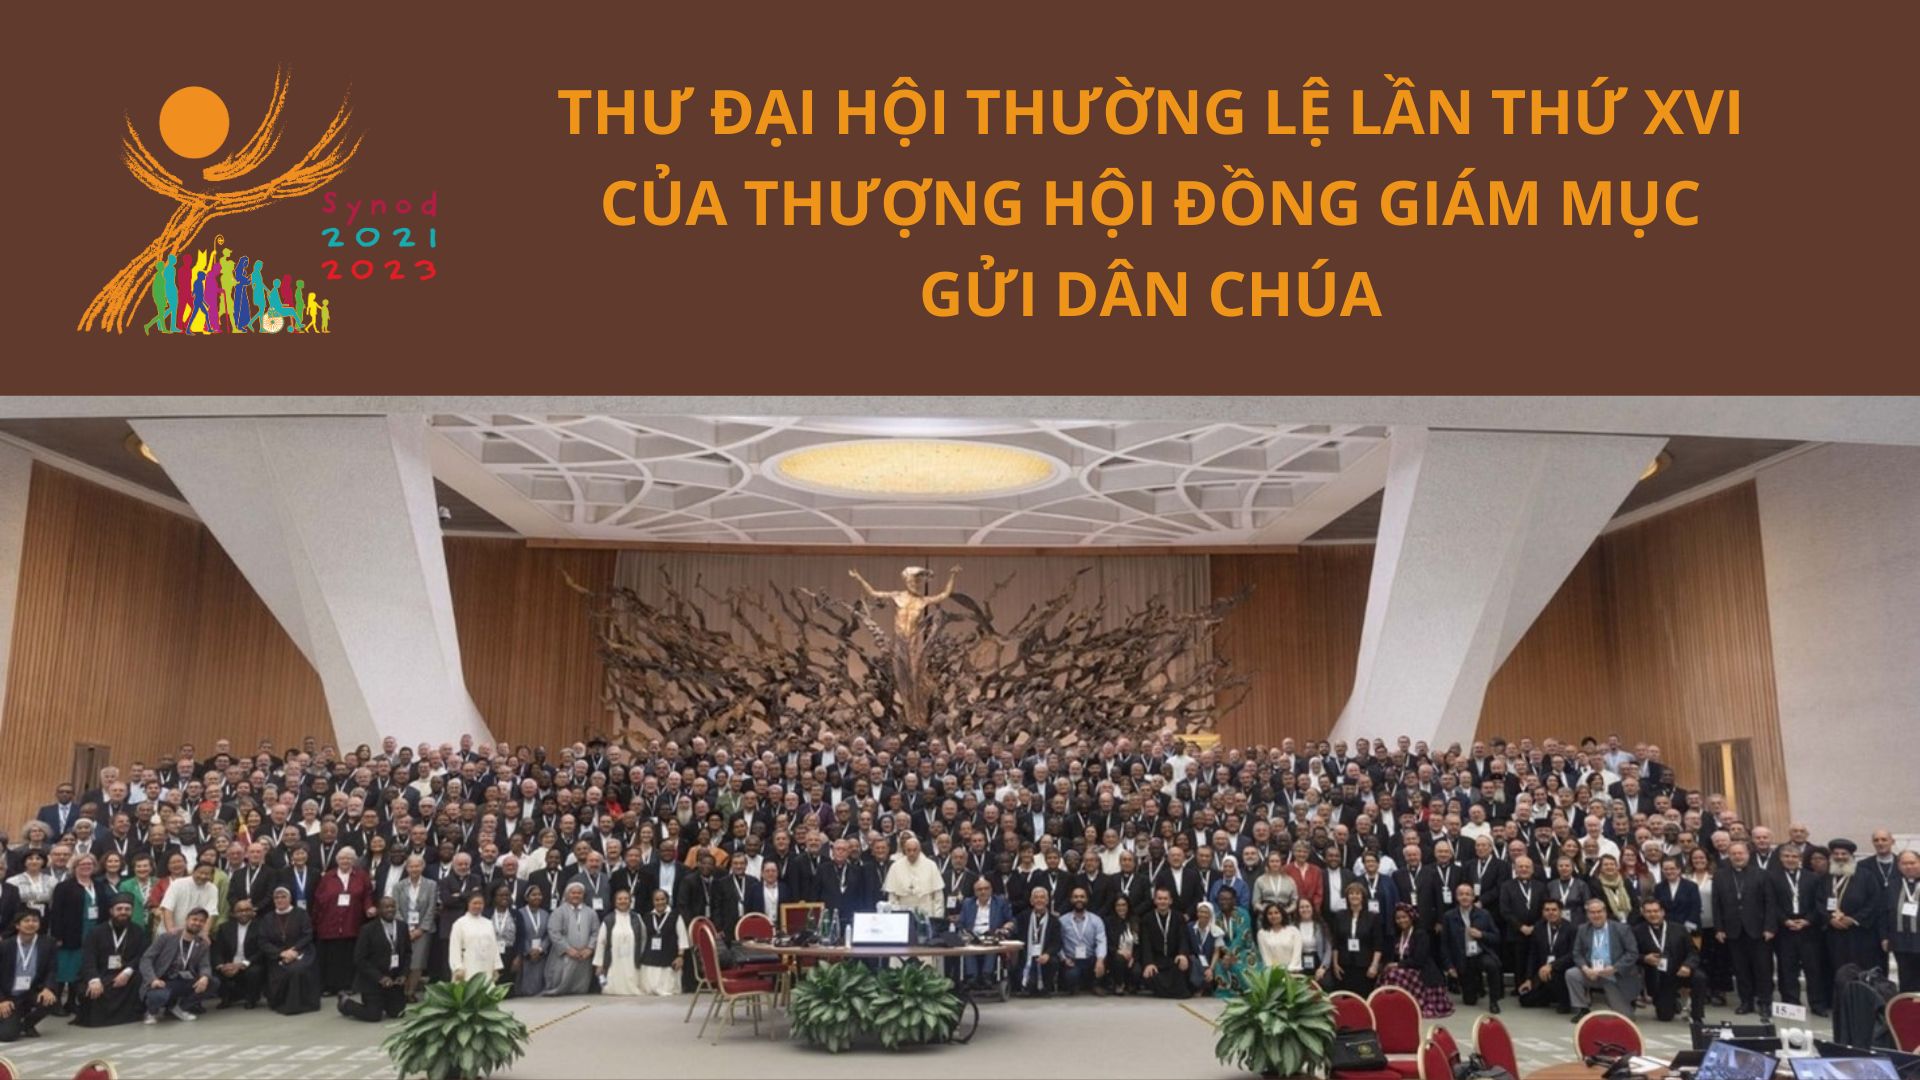 THƯ ĐẠI HỘI THƯỜNG LỆ LẦN THỨ XVI
CỦA THƯỢNG HỘI ĐỒNG GIÁM MỤC
GỬI DÂN CHÚA
Synod
2021
2023
15